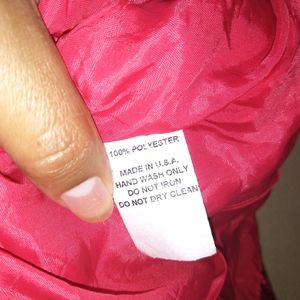 100% POLYESTER
MADE IN U.S.A.
HAND WASH ONLY
DO NOT IRON
DO NOT DRY CLEAN